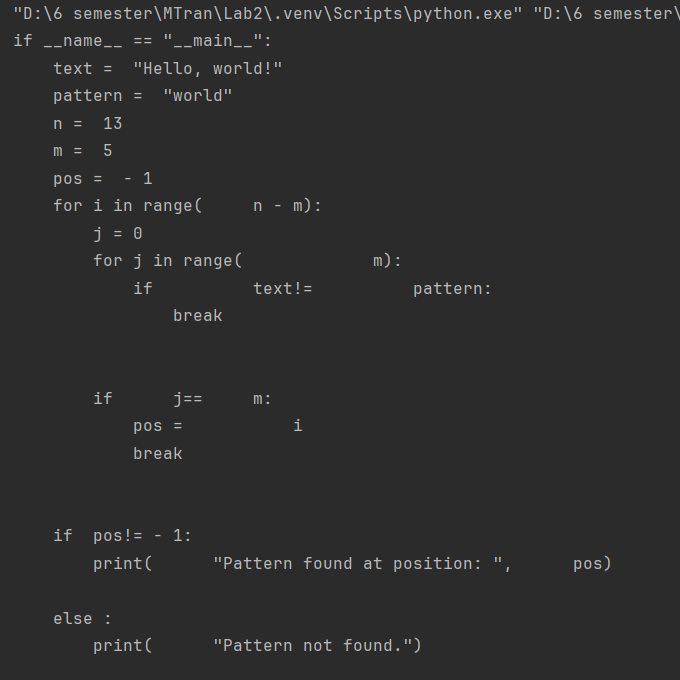 "D:\6 semester\MTran\Lab2\.venv\Scripts\python.exe" "D:\6 semester\
if __name__ == "__main__":
    text =  "Hello, world!"
    pattern =  "world"
    n =  13
    m =  5
    pos =  - 1
    for i in range(     n - m):
        j = 0
        for j in range(             m):
            if          text!=          pattern:
                break
        if      j==     m:
            pos =           i
            break
    if  pos!= - 1:
        print(      "Pattern found at position: ",      pos)
    else :
        print(      "Pattern not found.")